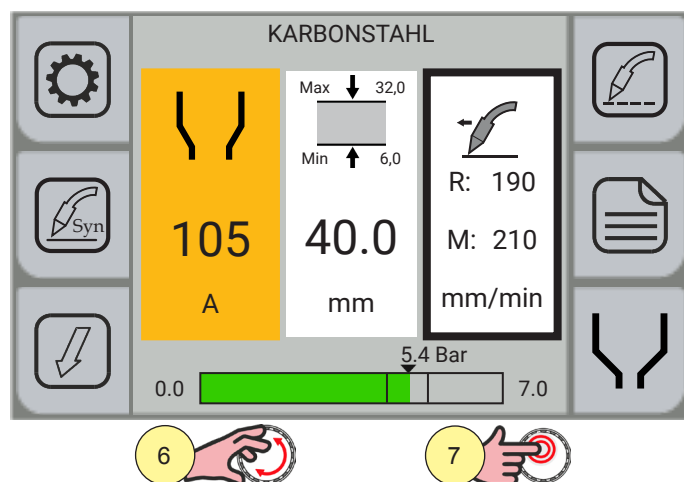 KARBONSTAHL
Max 32,0
Min 6,0
105
A
40.0
mm
R: 190
M: 210
mm/min
Syn
5.4 Bar
0.0
7.0
6
7